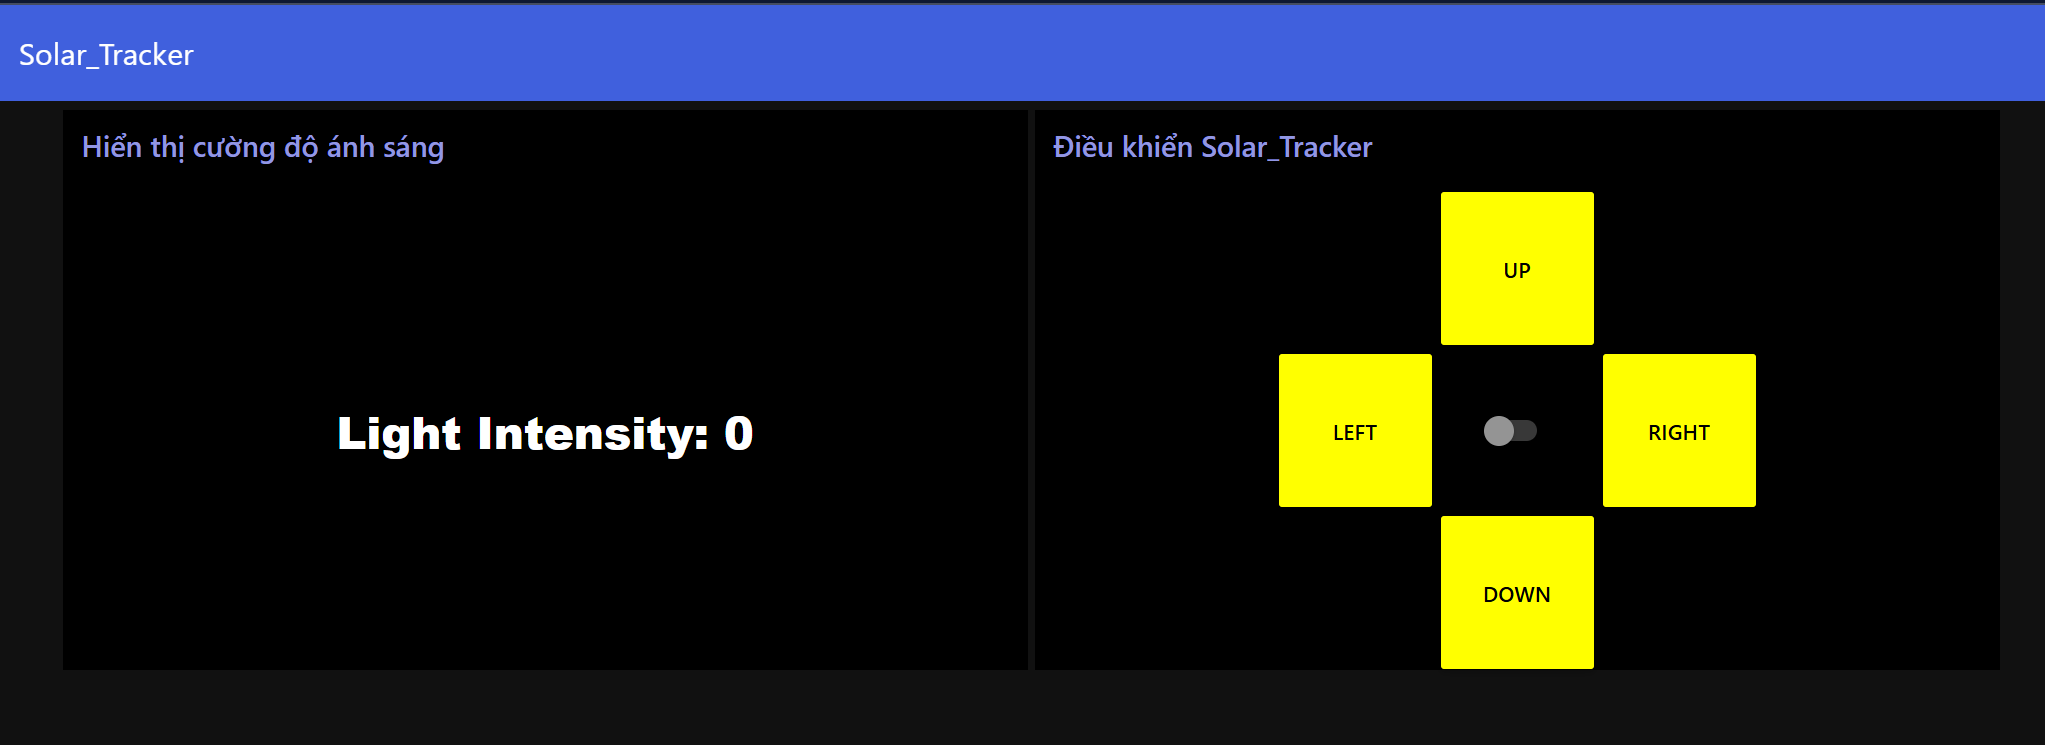 Solar_Tracker
Hiển thị cường độ ánh sáng
Light Intensity: 0
Điều khiển Solar_Tracker
UP
LEFT
RIGHT
DOWN